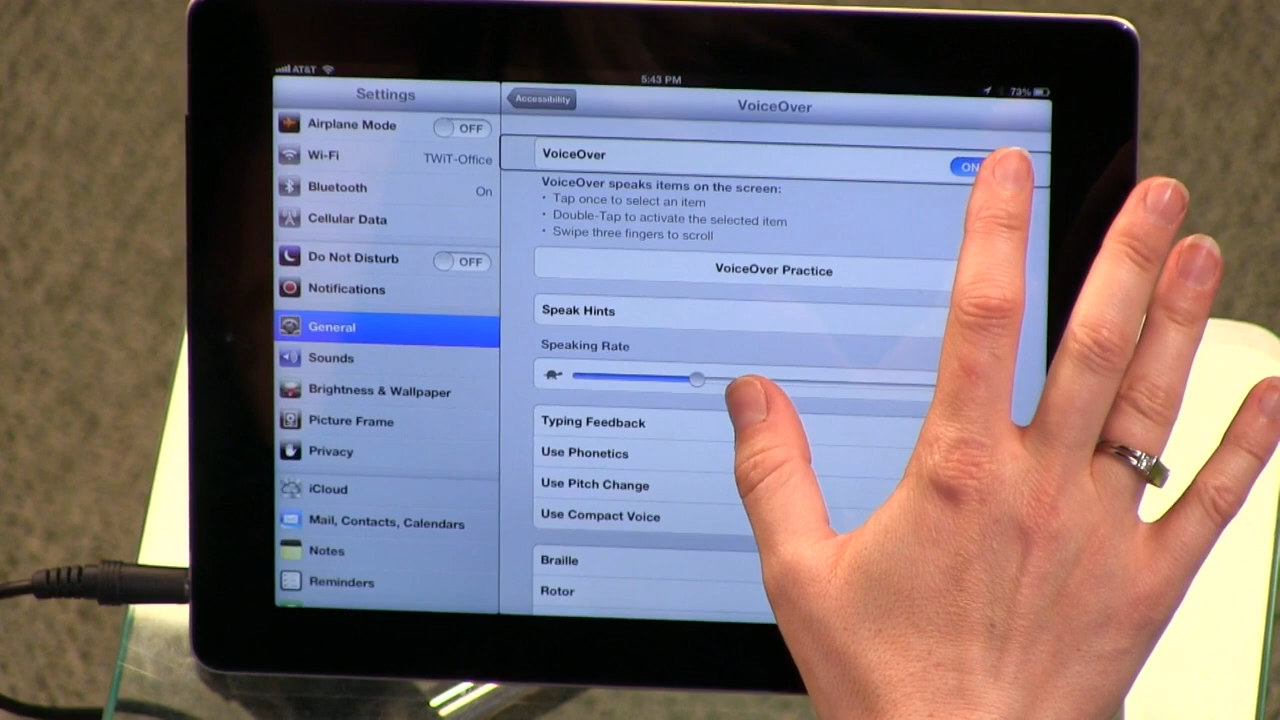 AT&T
5:43 PM
73%
Settings
Airplane Mode OFF
Wi-Fi TWiT-Office
Bluetooth On
Cellular Data
Do Not Disturb OFF
Notifications
General
Sounds
Brightness & Wallpaper
Picture Frame
Privacy
iCloud
Mail, Contacts, Calendars
Notes
Reminders
Accessibility
VoiceOver
VoiceOver ON
VoiceOver speaks items on the screen:
• Tap once to select an item
• Double-Tap to activate the selected item
• Swipe three fingers to scroll
VoiceOver Practice
Speak Hints
Speaking Rate
Typing Feedback
Use Phonetics
Use Pitch Change
Use Compact Voice
Braille
Rotor